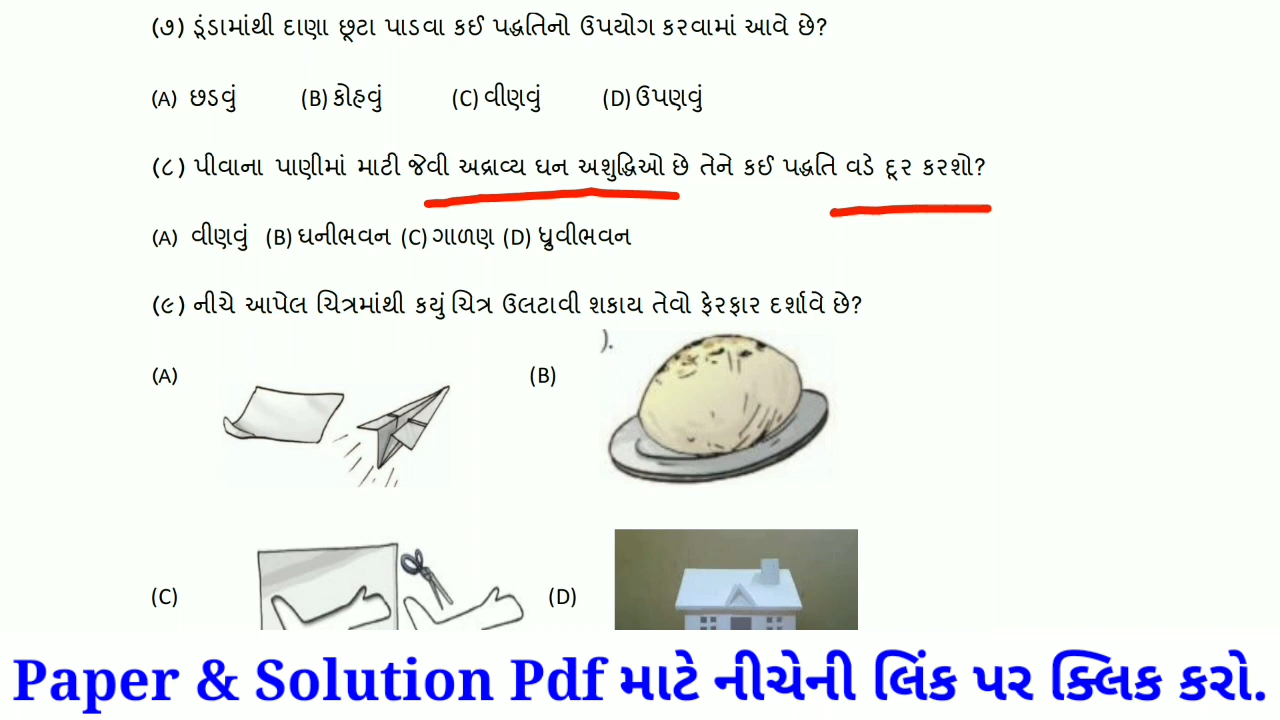 (૭) ડૂંડામાંથી દાણા છૂટા પાડવા કઈ પદ્ધતિનો ઉપયોગ કરવામાં આવે છે?
(A) છડવું (B) કોહવું (C) વીણવું (D) ઉપણવું
(૮) પીવાના પાણીમાં માટી જેવી અદ્રાવ્ય ઘન અશુદ્ધિઓ છે તેને કઈ પદ્ધતિ વડે દૂર કરશો?
(A) વીણવું (B) ઘનીભવન (C) ગાળણ (D) ધ્રુવીભવન
(૯) નીચે આપેલ ચિત્રમાંથી કયું ચિત્ર ઉલટાવી શકાય તેવો ફેરફાર દર્શાવે છે?
).
(A) (B)
(C) (D)
Paper & Solution Pdf માટે નીચેની લિંક પર ક્લિક કરો.